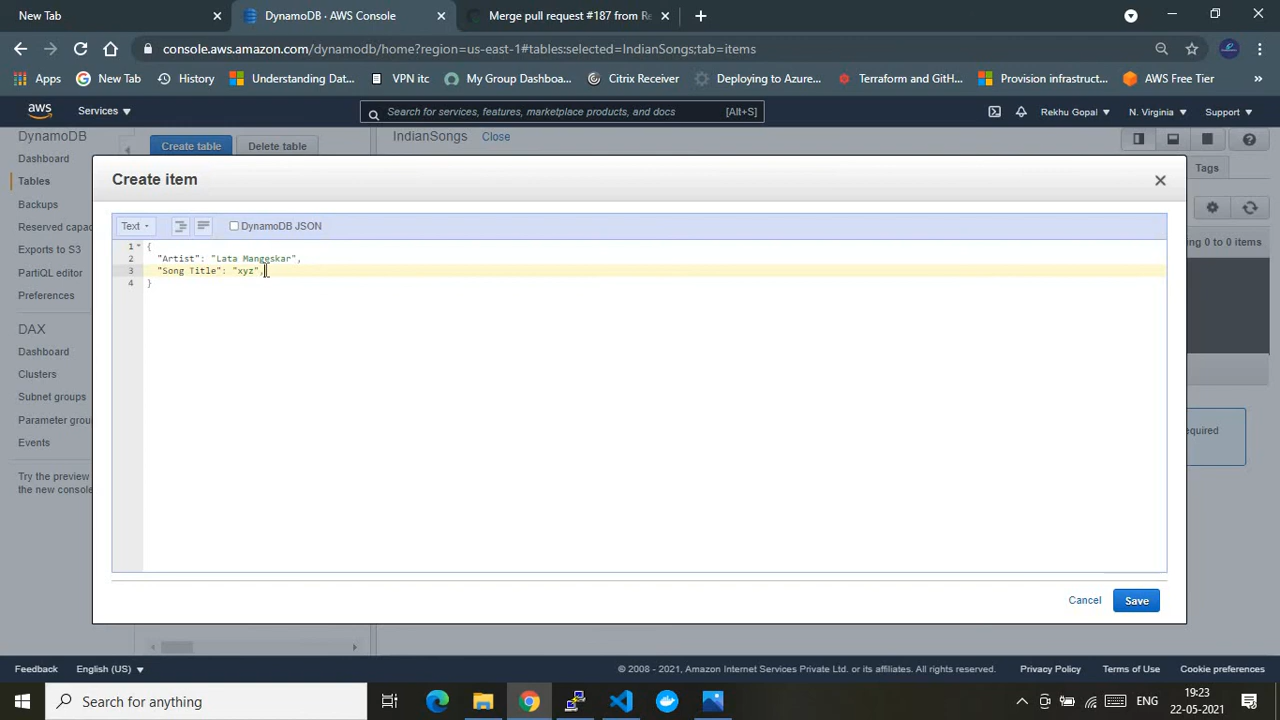 New Tab
DynamoDB · AWS Console
Merge pull request #187 from Re
console.aws.amazon.com/dynamodb/home?region=us-east-1#tables:selected=IndianSongs;tab=items
Apps
New Tab
History
Understanding Dat...
VPN itc
My Group Dashboa...
Citrix Receiver
Deploying to Azure...
Terraform and GitH...
Provision infrastruct...
AWS Free Tier
»
aws
Services
Search for services, features, marketplace products, and docs
[Alt+S]
Rekhu Gopal
N. Virginia
Support
DynamoDB
Create table
Delete table
IndianSongs
Close
Dashboard
Tables
Backups
Reserved capac
Exports to S3
PartiQL editor
Preferences
DAX
Dashboard
Clusters
Subnet groups
Parameter grou
Events
Try the preview
the new console
Tags
ng 0 to 0 items
quired
Create item
Text
DynamoDB JSON
1 {
2 "Artist": "Lata Mangeskar",
3 "Song Title": "xyz",
4 }
Cancel
Save
Feedback
English (US)
© 2008 - 2021, Amazon Internet Services Private Ltd. or its affiliates. All rights reserved.
Privacy Policy
Terms of Use
Cookie preferences
Search for anything
ENG
19:23
22-05-2021